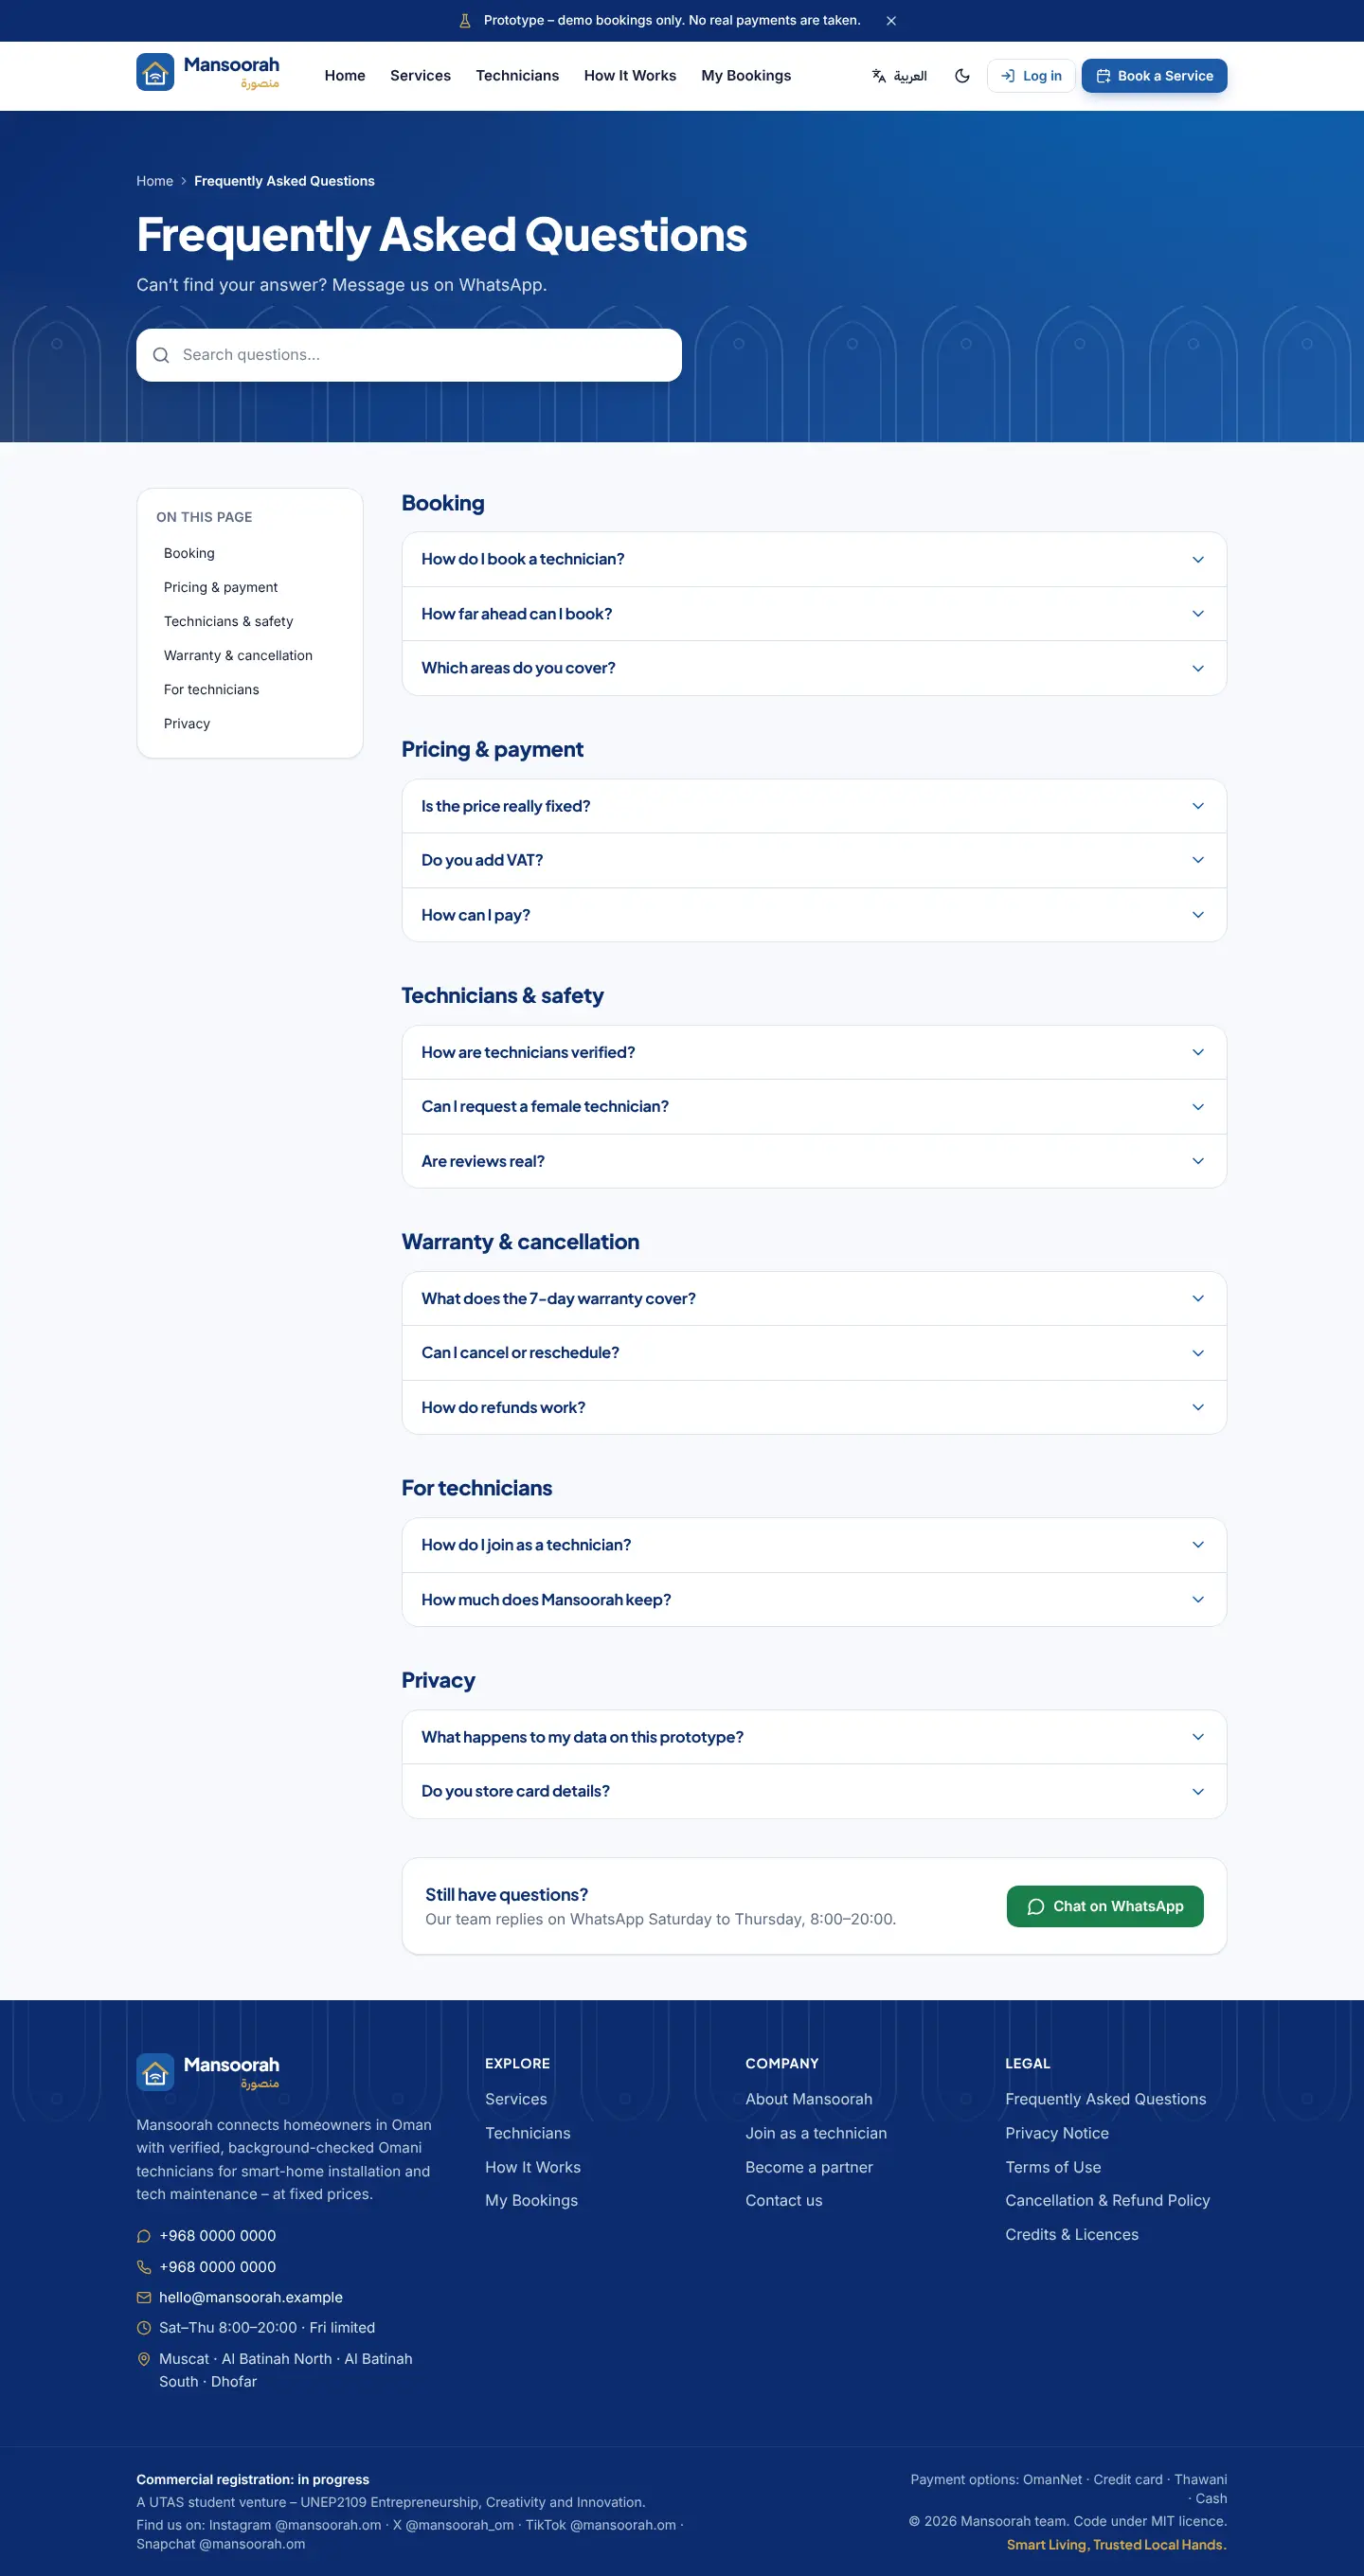 Prototype – demo bookings only. No real payments are taken.
Mansoorah
منصورة
Home
Services
Technicians
How It Works
My Bookings
العربية
Log in
Book a Service
Home
Frequently Asked Questions
Frequently Asked Questions
Can’t find your answer? Message us on WhatsApp.
Search questions...
ON THIS PAGE
Booking
Pricing & payment
Technicians & safety
Warranty & cancellation
For technicians
Privacy
Booking
How do I book a technician?
How far ahead can I book?
Which areas do you cover?
Pricing & payment
Is the price really fixed?
Do you add VAT?
How can I pay?
Technicians & safety
How are technicians verified?
Can I request a female technician?
Are reviews real?
Warranty & cancellation
What does the 7-day warranty cover?
Can I cancel or reschedule?
How do refunds work?
For technicians
How do I join as a technician?
How much does Mansoorah keep?
Privacy
What happens to my data on this prototype?
Do you store card details?
Still have questions?
Our team replies on WhatsApp Saturday to Thursday, 8:00–20:00.
Chat on WhatsApp
Mansoorah
منصورة
Mansoorah connects homeowners in Oman
with verified, background-checked Omani
technicians for smart-home installation and
tech maintenance – at fixed prices.
+968 0000 0000
+968 0000 0000
hello@mansoorah.example
Sat–Thu 8:00–20:00 · Fri limited
Muscat · Al Batinah North · Al Batinah
South · Dhofar
EXPLORE
Services
Technicians
How It Works
My Bookings
COMPANY
About Mansoorah
Join as a technician
Become a partner
Contact us
LEGAL
Frequently Asked Questions
Privacy Notice
Terms of Use
Cancellation & Refund Policy
Credits & Licences
Commercial registration: in progress
A UTAS student venture – UNEP2109 Entrepreneurship, Creativity and Innovation.
Find us on: Instagram @mansoorah.om · X @mansoorah_om · TikTok @mansoorah.om ·
Snapchat @mansoorah.om
Payment options: OmanNet · Credit card · Thawani
· Cash
© 2026 Mansoorah team. Code under MIT licence.
Smart Living, Trusted Local Hands.